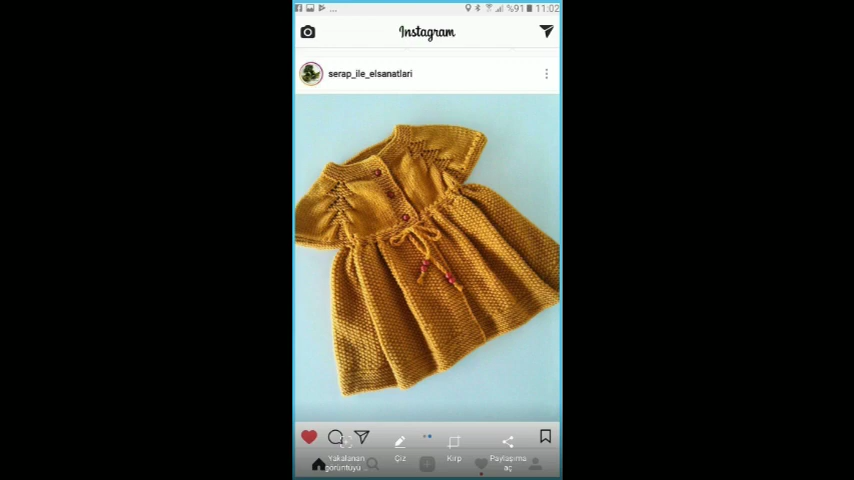 ... %91 11:02
Instagram
serap_ile_elsanatlari
Yakalanan görüntüyü ...
Çiz
Kırp
Paylaşıma aç